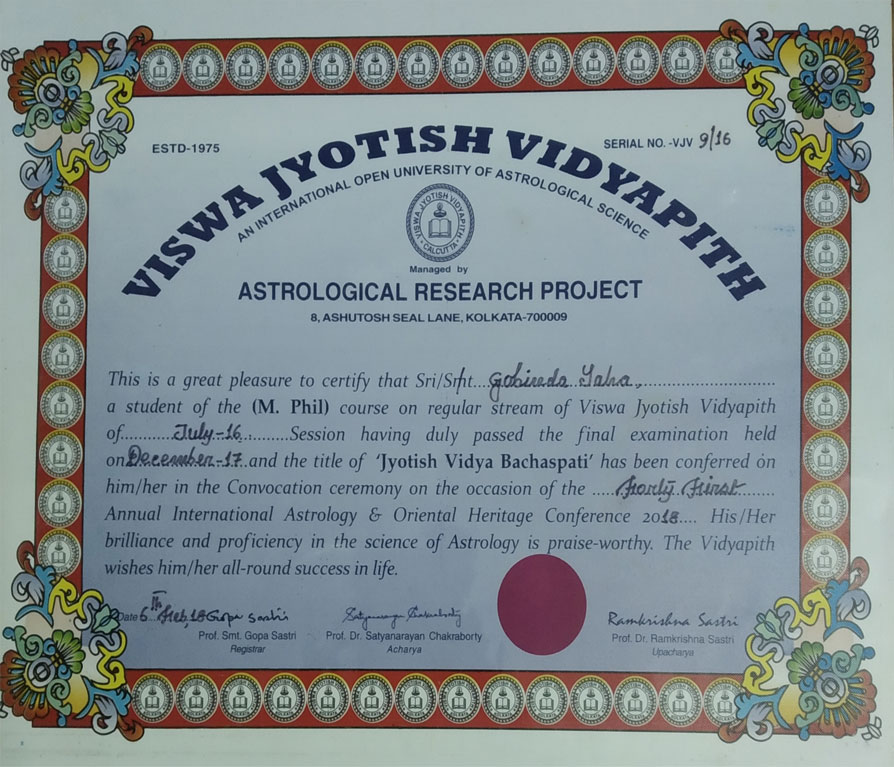 ESTD-1975
SERIAL NO. -VJV 9/16
VISWA JYOTISH VIDYAPITH
AN INTERNATIONAL OPEN UNIVERSITY OF ASTROLOGICAL SCIENCE
VISWA JYOTISH VIDYAPITH
CALCUTTA
Managed by
ASTROLOGICAL RESEARCH PROJECT
8, ASHUTOSH SEAL LANE, KOLKATA-700009
This is a great pleasure to certify that Sri/Smt....Gobinda Saha,..........................
a student of the (M. Phil) course on regular stream of Viswa Jyotish Vidyapith
of..........July-16........Session having duly passed the final examination held
on December-17..and the title of 'Jyotish Vidya Bachaspati' has been conferred on
him/her in the Convocation ceremony on the occasion of the .....Forty First.......
Annual International Astrology & Oriental Heritage Conference 2018.... His/Her
brilliance and proficiency in the science of Astrology is praise-worthy. The Vidyapith
wishes him/her all-round success in life.
Date 6th Feb, 18 Gopa Sastri
Satyanarayan Chakraborty
Ramkrishna Sastri
Prof. Smt. Gopa Sastri
Prof. Dr. Satyanarayan Chakraborty
Prof. Dr. Ramkrishna Sastri
Registrar
Acharya
Upacharya